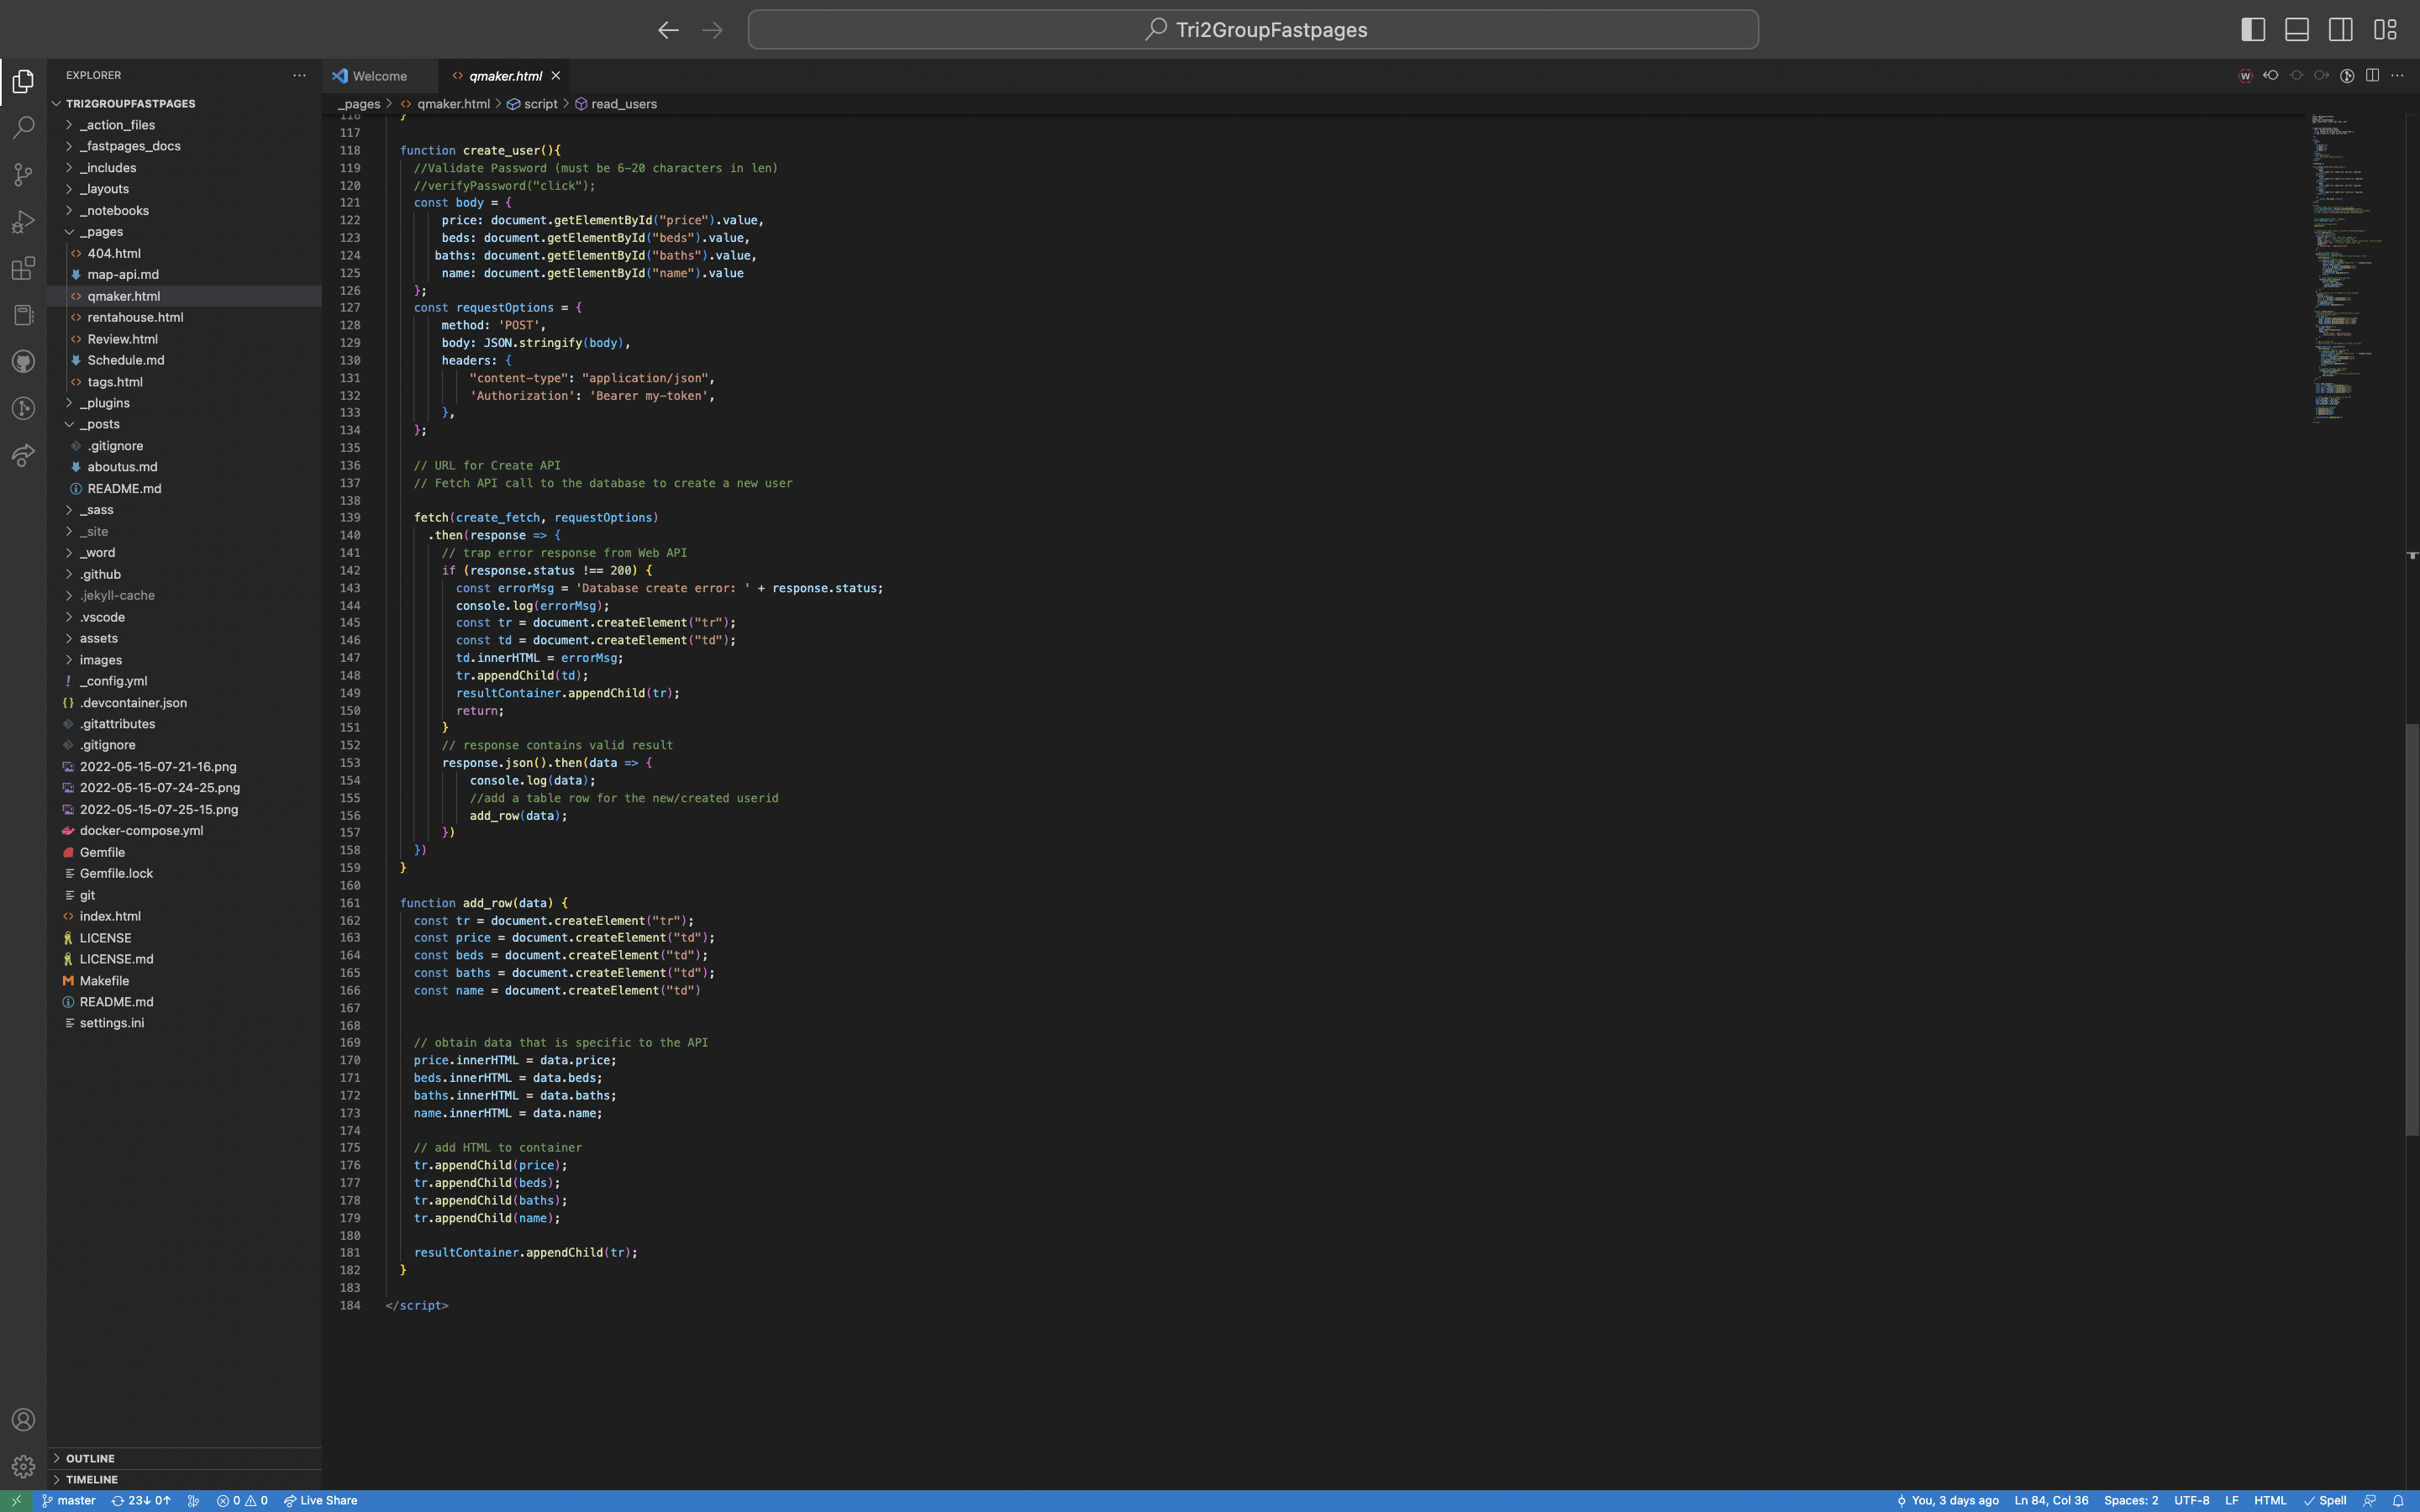 Tri2GroupFastpages
EXPLORER
TRI2GROUPFASTPAGES
_action_files
_fastpages_docs
_includes
_layouts
_notebooks
_pages
404.html
map-api.md
qmaker.html
rentahouse.html
Review.html
Schedule.md
tags.html
_plugins
_posts
.gitignore
aboutus.md
README.md
_sass
_site
_word
.github
.jekyll-cache
.vscode
assets
images
_config.yml
.devcontainer.json
.gitattributes
.gitignore
2022-05-15-07-21-16.png
2022-05-15-07-24-25.png
2022-05-15-07-25-15.png
docker-compose.yml
Gemfile
Gemfile.lock
git
index.html
LICENSE
LICENSE.md
Makefile
README.md
settings.ini
OUTLINE
TIMELINE
Welcome
qmaker.html
_pages > qmaker.html > script > read_users
116 }
117
118 function create_user(){
119 //Validate Password (must be 6-20 characters in len)
120 //verifyPassword("click");
121 const body = {
122 price: document.getElementById("price").value,
123 beds: document.getElementById("beds").value,
124 baths: document.getElementById("baths").value,
125 name: document.getElementById("name").value
126 };
127 const requestOptions = {
128 method: 'POST',
129 body: JSON.stringify(body),
130 headers: {
131 "content-type": "application/json",
132 'Authorization': 'Bearer my-token',
133 },
134 };
135
136 // URL for Create API
137 // Fetch API call to the database to create a new user
138
139 fetch(create_fetch, requestOptions)
140 .then(response => {
141 // trap error response from Web API
142 if (response.status !== 200) {
143 const errorMsg = 'Database create error: ' + response.status;
144 console.log(errorMsg);
145 const tr = document.createElement("tr");
146 const td = document.createElement("td");
147 td.innerHTML = errorMsg;
148 tr.appendChild(td);
149 resultContainer.appendChild(tr);
150 return;
151 }
152 // response contains valid result
153 response.json().then(data => {
154 console.log(data);
155 //add a table row for the new/created userid
156 add_row(data);
157 })
158 })
159 }
160
161 function add_row(data) {
162 const tr = document.createElement("tr");
163 const price = document.createElement("td");
164 const beds = document.createElement("td");
165 const baths = document.createElement("td");
166 const name = document.createElement("td")
167
168
169 // obtain data that is specific to the API
170 price.innerHTML = data.price;
171 beds.innerHTML = data.beds;
172 baths.innerHTML = data.baths;
173 name.innerHTML = data.name;
174
175 // add HTML to container
176 tr.appendChild(price);
177 tr.appendChild(beds);
178 tr.appendChild(baths);
179 tr.appendChild(name);
180
181 resultContainer.appendChild(tr);
182 }
183
184 </script>
master 23↓ 0↑ 0 0 Live Share You, 3 days ago Ln 84, Col 36 Spaces: 2 UTF-8 LF HTML Spell